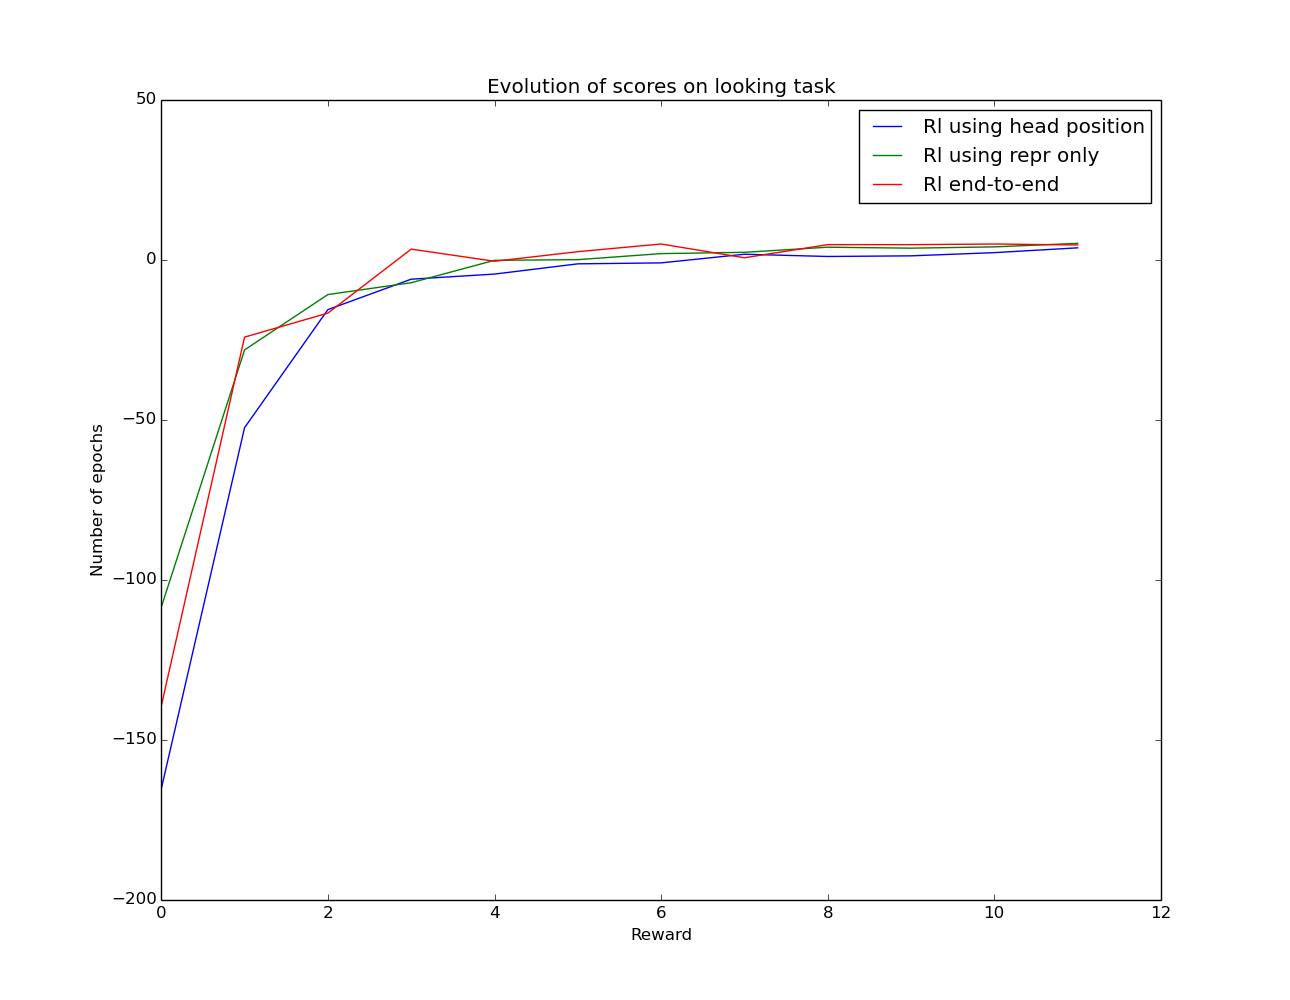 Evolution of scores on looking task
50
0
−50
−100
−150
−200
Number of epochs
Rl using head position
Rl using repr only
Rl end-to-end
0 2 4 6 8 10 12
Reward